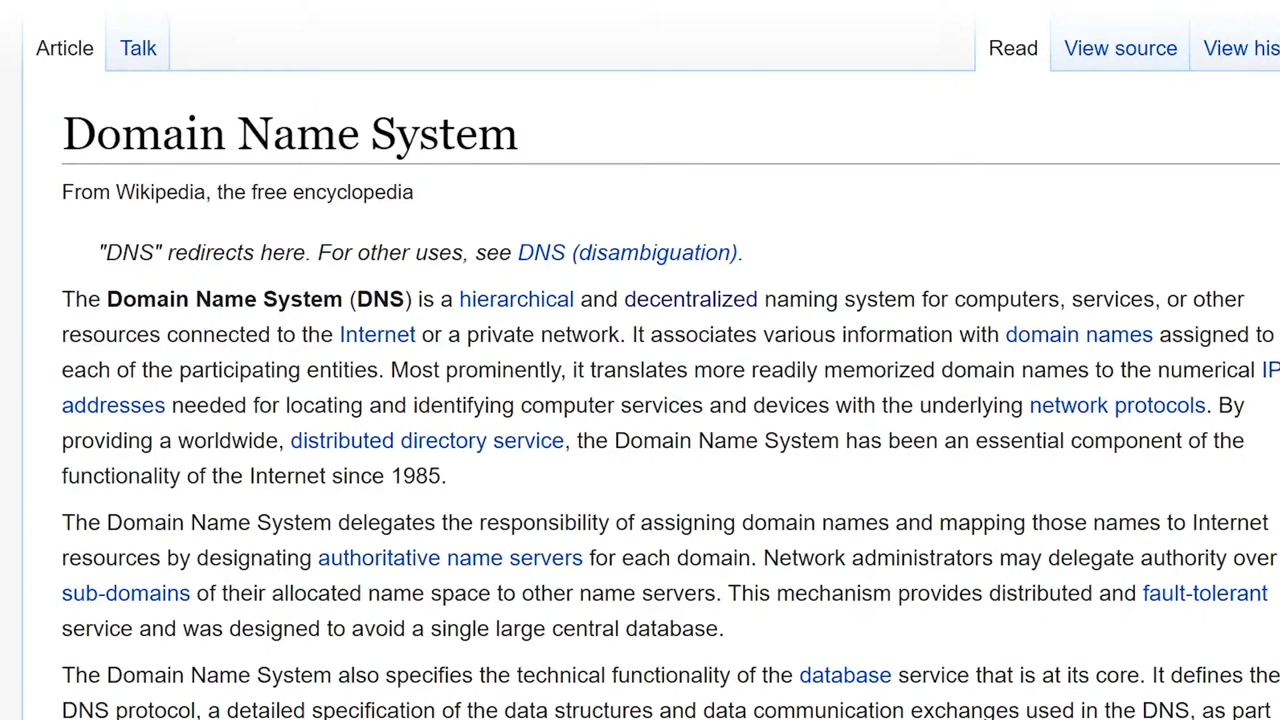 Article Talk Read View source View his
Domain Name System
From Wikipedia, the free encyclopedia
"DNS" redirects here. For other uses, see DNS (disambiguation).
The Domain Name System (DNS) is a hierarchical and decentralized naming system for computers, services, or other
resources connected to the Internet or a private network. It associates various information with domain names assigned to
each of the participating entities. Most prominently, it translates more readily memorized domain names to the numerical IP
addresses needed for locating and identifying computer services and devices with the underlying network protocols. By
providing a worldwide, distributed directory service, the Domain Name System has been an essential component of the
functionality of the Internet since 1985.
The Domain Name System delegates the responsibility of assigning domain names and mapping those names to Internet
resources by designating authoritative name servers for each domain. Network administrators may delegate authority over
sub-domains of their allocated name space to other name servers. This mechanism provides distributed and fault-tolerant
service and was designed to avoid a single large central database.
The Domain Name System also specifies the technical functionality of the database service that is at its core. It defines the
DNS protocol, a detailed specification of the data structures and data communication exchanges used in the DNS, as part